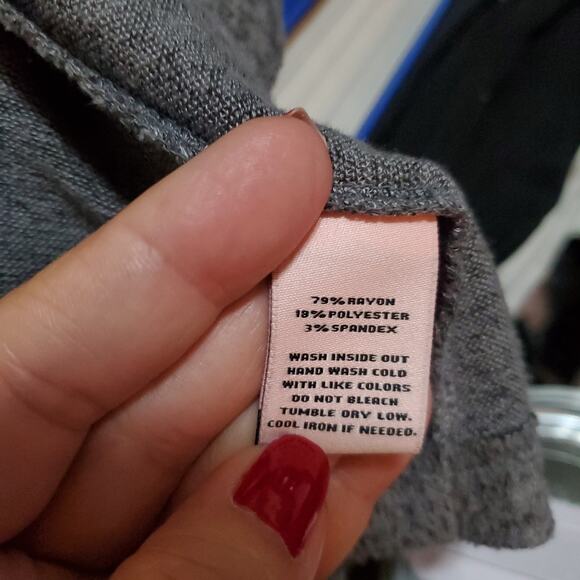 79% RAYON
18% POLYESTER
3% SPANDEX
WASH INSIDE OUT
HAND WASH COLD
WITH LIKE COLORS
DO NOT BLEACH
TUMBLE DRY LOW.
COOL IRON IF NEEDED.